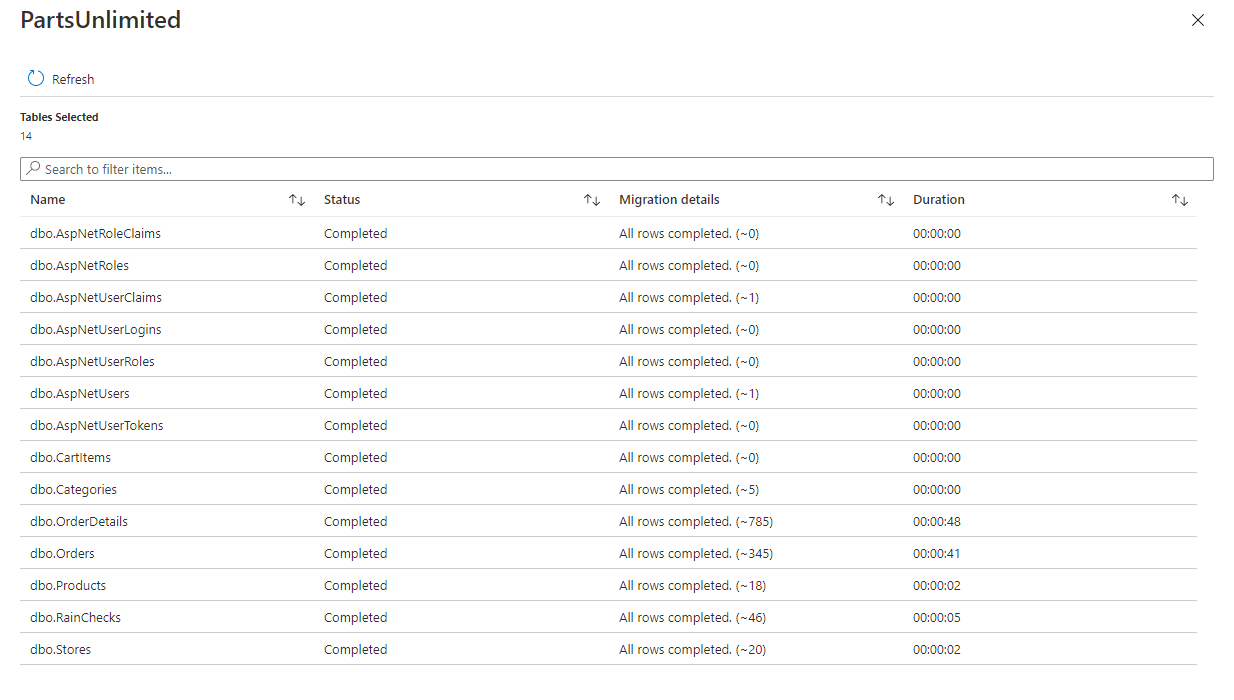 PartsUnlimited
Refresh
Tables Selected
14
Search to filter items...
Name Status Migration details Duration
dbo.AspNetRoleClaims Completed All rows completed. (~0) 00:00:00
dbo.AspNetRoles Completed All rows completed. (~0) 00:00:00
dbo.AspNetUserClaims Completed All rows completed. (~1) 00:00:00
dbo.AspNetUserLogins Completed All rows completed. (~0) 00:00:00
dbo.AspNetUserRoles Completed All rows completed. (~0) 00:00:00
dbo.AspNetUsers Completed All rows completed. (~1) 00:00:00
dbo.AspNetUserTokens Completed All rows completed. (~0) 00:00:00
dbo.CartItems Completed All rows completed. (~0) 00:00:00
dbo.Categories Completed All rows completed. (~5) 00:00:00
dbo.OrderDetails Completed All rows completed. (~785) 00:00:48
dbo.Orders Completed All rows completed. (~345) 00:00:41
dbo.Products Completed All rows completed. (~18) 00:00:02
dbo.RainChecks Completed All rows completed. (~46) 00:00:05
dbo.Stores Completed All rows completed. (~20) 00:00:02